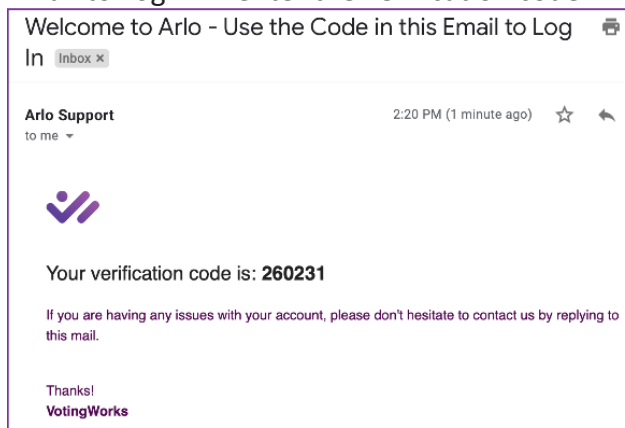 Welcome to Arlo - Use the Code in this Email to Log
In Inbox ×
Arlo Support
2:20 PM (1 minute ago)
to me
Your verification code is: 260231
If you are having any issues with your account, please don't hesitate to contact us by replying to
this mail.
Thanks!
VotingWorks